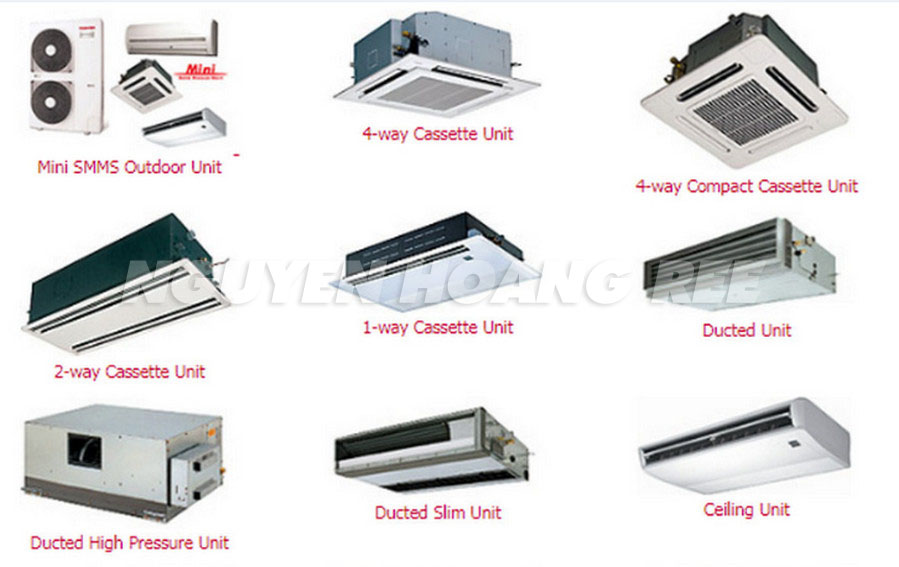 TOSHIBA
Mini
Mini SMMS Outdoor Unit
4-way Cassette Unit
4-way Compact Cassette Unit
NGUYEN HOANG REE
2-way Cassette Unit
1-way Cassette Unit
Ducted Unit
Ducted High Pressure Unit
Ducted Slim Unit
Ceiling Unit